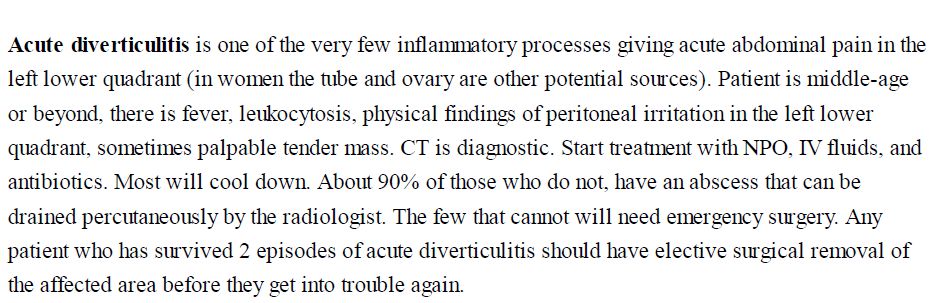 Acute diverticulitis is one of the very few inflammatory processes giving acute abdominal pain in the
left lower quadrant (in women the tube and ovary are other potential sources). Patient is middle-age
or beyond, there is fever, leukocytosis, physical findings of peritoneal irritation in the left lower
quadrant, sometimes palpable tender mass. CT is diagnostic. Start treatment with NPO, IV fluids, and
antibiotics. Most will cool down. About 90% of those who do not, have an abscess that can be
drained percutaneously by the radiologist. The few that cannot will need emergency surgery. Any
patient who has survived 2 episodes of acute diverticulitis should have elective surgical removal of
the affected area before they get into trouble again.